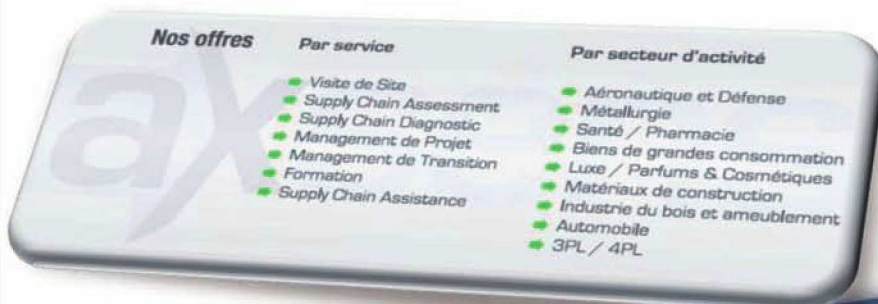 Nos offres
Par service
Visite de Site
Supply Chain Assessment
Supply Chain Diagnostic
Management de Projet
Management de Transition
Formation
Supply Chain Assistance
Par secteur d'activité
Aéronautique et Défense
Métallurgie
Santé / Pharmacie
Biens de grandes consommation
Luxe / Parfums & Cosmétiques
Matériaux de construction
Industrie du bois et ameublement
Automobile
3PL / 4PL